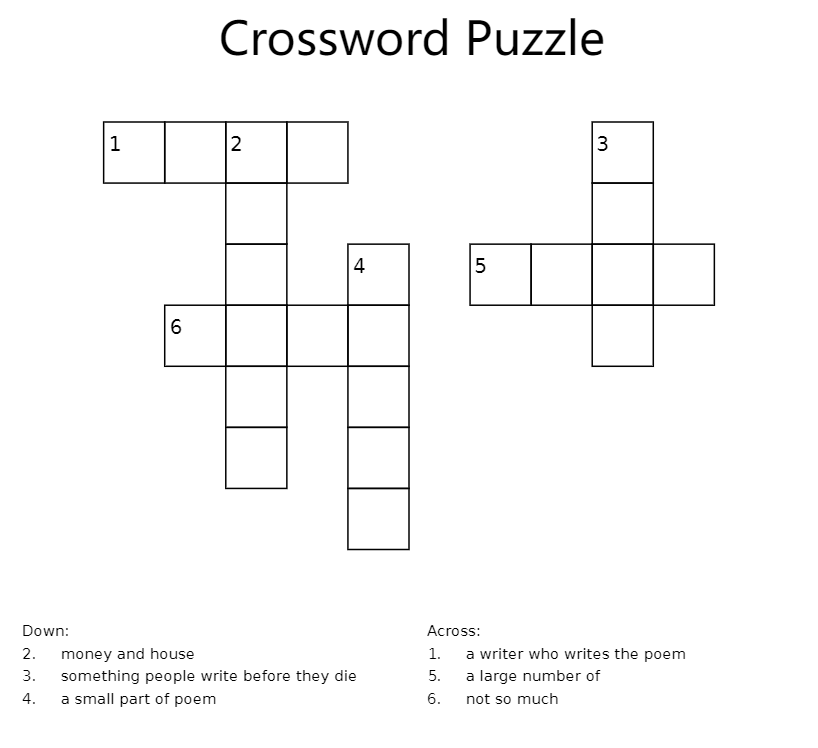 Crossword Puzzle
1 2 3
4 5
6
Down:
2. money and house
3. something people write before they die
4. a small part of poem
Across:
1. a writer who writes the poem
5. a large number of
6. not so much